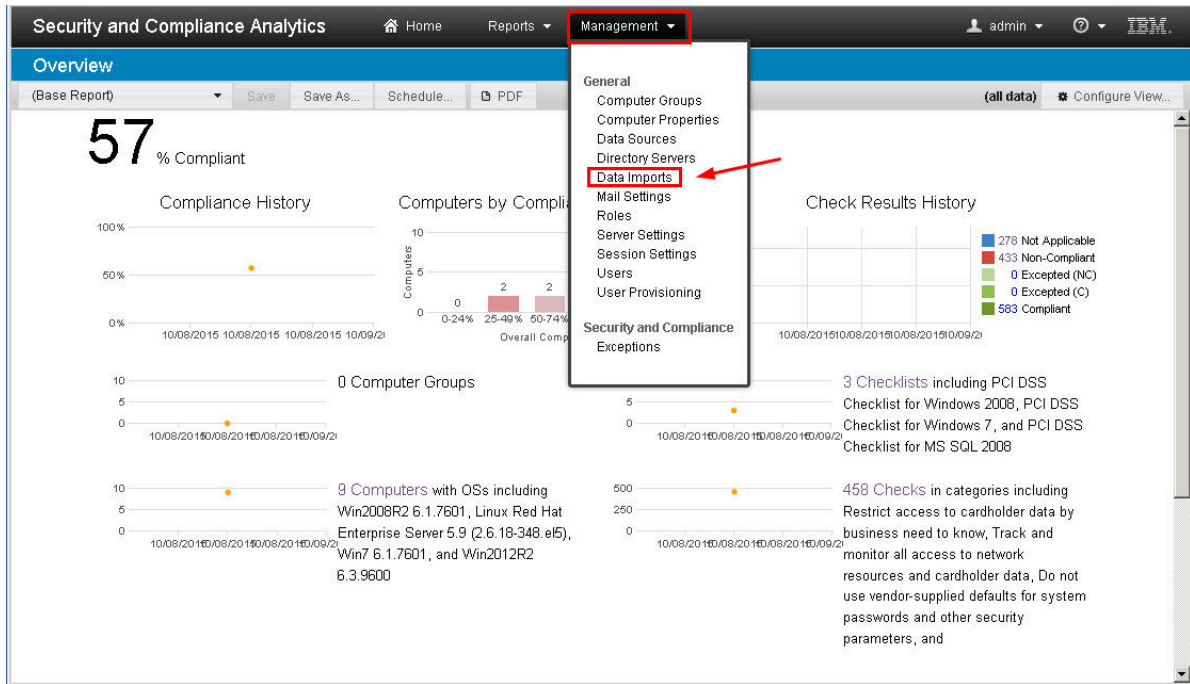 Security and Compliance Analytics
Home
Reports
Management
admin
IBM.
Overview
(Base Report)
Save
Save As...
Schedule...
PDF
(all data)
Configure View...
General
Computer Groups
Computer Properties
Data Sources
Directory Servers
Data Imports
Mail Settings
Roles
Server Settings
Session Settings
Users
User Provisioning
Security and Compliance
Exceptions
57 % Compliant
Compliance History
100%
50%
0%
10/08/2015 10/08/2015 10/08/2015
Computers by Compli
Computers
10
5
0
0
2
2
0-24%
25-49%
50-74%
Overall Comp
Check Results History
278 Not Applicable
433 Non-Compliant
0 Excepted (NC)
0 Excepted (C)
583 Compliant
10
5
0
0 Computer Groups
5
0
3 Checklists including PCI DSS
Checklist for Windows 2008, PCI DSS
Checklist for Windows 7, and PCI DSS
Checklist for MS SQL 2008
10
5
0
9 Computers with OSs including
Win2008R2 6.1.7601, Linux Red Hat
Enterprise Server 5.9 (2.6.18-348.el5),
Win7 6.1.7601, and Win2012R2
6.3.9600
500
250
0
458 Checks in categories including
Restrict access to cardholder data by
business need to know, Track and
monitor all access to network
resources and cardholder data, Do not
use vendor-supplied defaults for system
passwords and other security
parameters, and